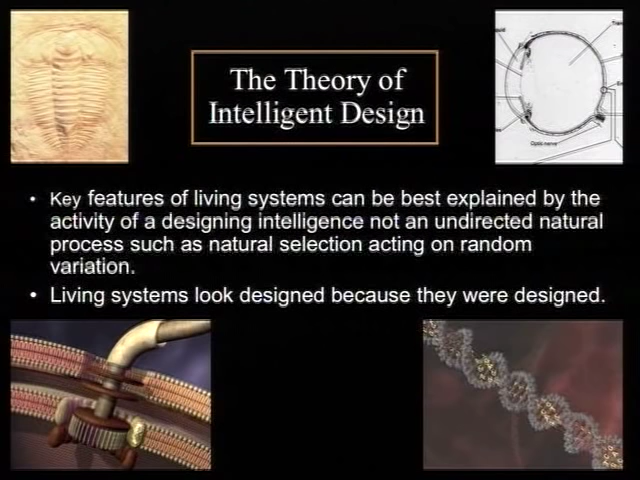 The Theory of
Intelligent Design
Optic nerve
• Key features of living systems can be best explained by the
activity of a designing intelligence not an undirected natural
process such as natural selection acting on random
variation.
• Living systems look designed because they were designed.